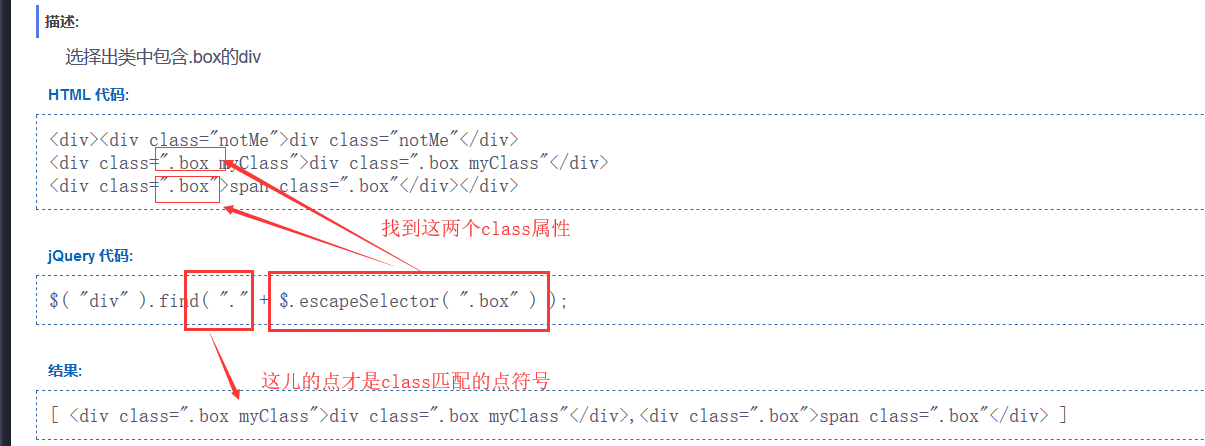 描述:
选择出类中包含.box的div
HTML 代码:
<div><div class="notMe">div class="notMe"</div>
<div class=".box myClass">div class=".box myClass"</div>
<div class=".box">span class=".box"</div></div>
找到这两个class属性
jQuery 代码:
$( "div" ).find( "." + $.escapeSelector( ".box" ) );
这儿的点才是class匹配的点符号
结果:
[ <div class=".box myClass">div class=".box myClass"</div>,<div class=".box">span class=".box"</div> ]